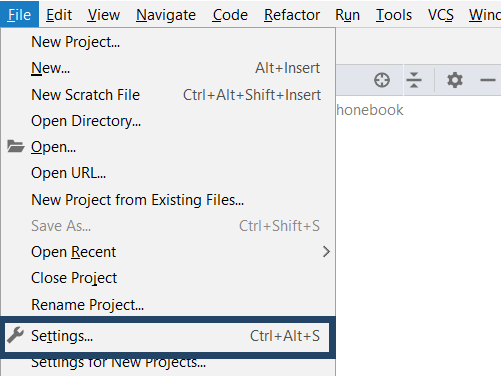 File Edit View Navigate Code Refactor Run Tools VCS
New Project...
New... Alt+Insert
New Scratch File Ctrl+Alt+Shift+Insert
honebook
Open Directory...
Open...
Open URL...
New Project from Existing Files...
Save As... Ctrl+Shift+S
Open Recent
Close Project
Rename Project...
Settings... Ctrl+Alt+S
Settings for New Projects...